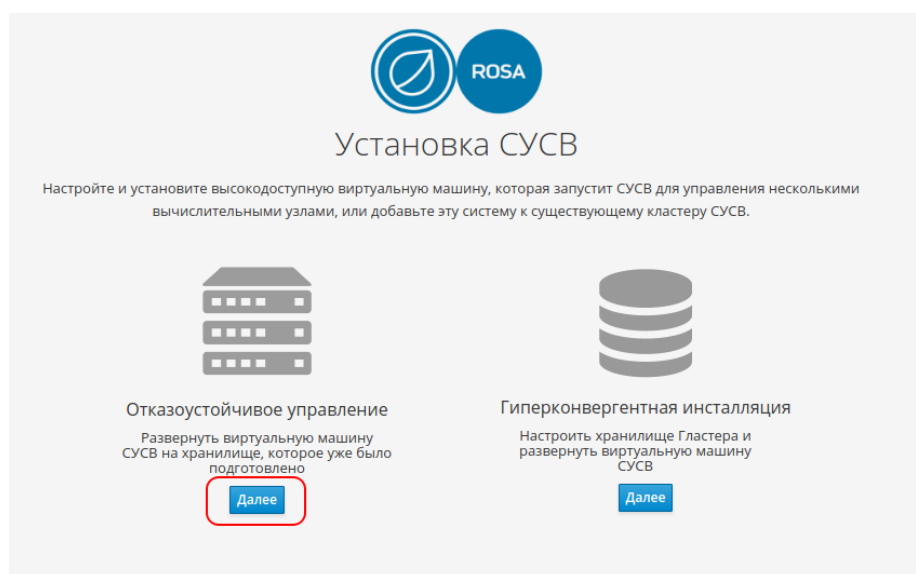 ROSA
Установка СУСВ
Настройте и установите высокодоступную виртуальную машину, которая запустит СУСВ для управления несколькими
вычислительными узлами, или добавьте эту систему к существующему кластеру СУСВ.
Отказоустойчивое управление
Развернуть виртуальную машину
СУСВ на хранилище, которое уже было
подготовлено
Далее
Гиперконвергентная инсталляция
Настроить хранилище Гластера и
развернуть виртуальную машину
СУСВ
Далее